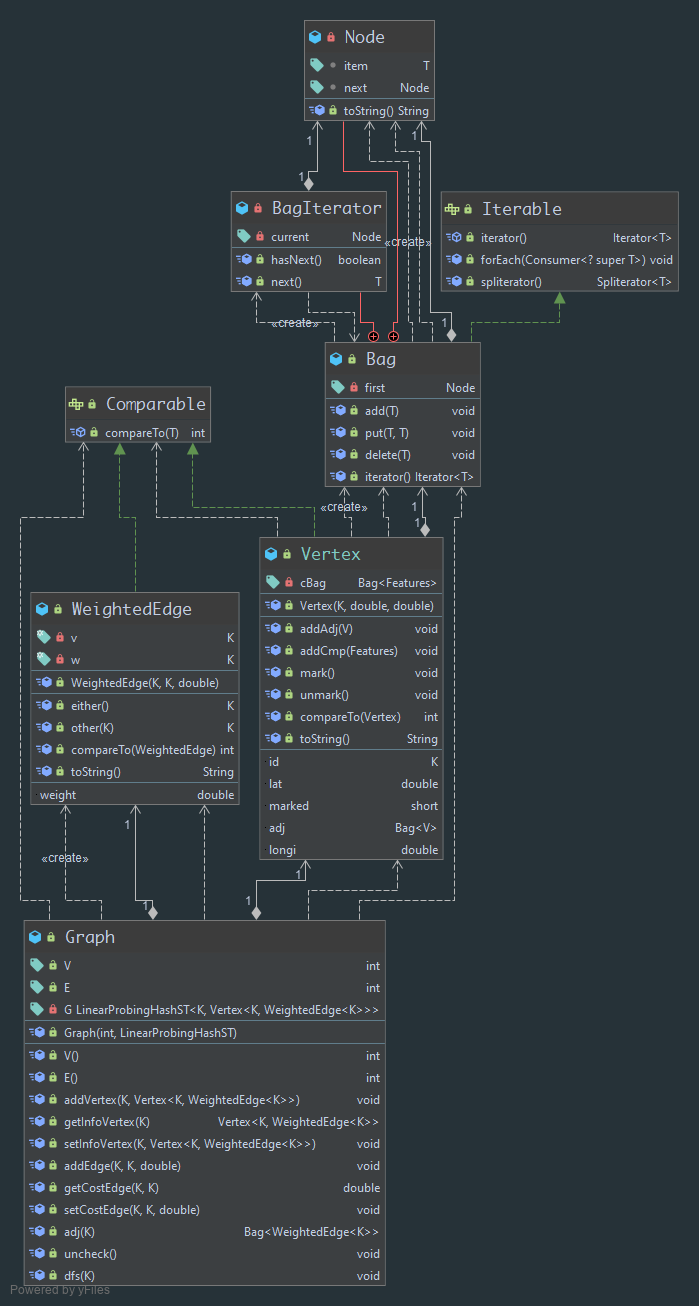 Node
item T
next Node
toString() String
1
1
1
BagIterator
current Node
hasNext() boolean
next() T
Iterable
iterator() Iterator<T>
forEach(Consumer<? super T>) void
spliterator() Spliterator<T>
«create»
«create»
1
Bag
first Node
add(T) void
put(T, T) void
delete(T) void
iterator() Iterator<T>
Comparable
compareTo(T) int
«create»
1
1
Vertex
cBag Bag<Features>
Vertex(K, double, double)
addAdj(V) void
addCmp(Features) void
mark() void
unmark() void
compareTo(Vertex) int
toString() String
id K
lat double
marked short
adj Bag<V>
longi double
WeightedEdge
v K
w K
WeightedEdge(K, K, double)
either() K
other(K) K
compareTo(WeightedEdge) int
toString() String
weight double
1
«create»
1
1
1
Graph
V int
E int
G LinearProbingHashST<K, Vertex<K, WeightedEdge<K>>>
Graph(int, LinearProbingHashST)
V() int
E() int
addVertex(K, Vertex<K, WeightedEdge<K>>) void
getInfoVertex(K) Vertex<K, WeightedEdge<K>>
setInfoVertex(K, Vertex<K, WeightedEdge<K>>) void
addEdge(K, K, double) void
getCostEdge(K, K) double
setCostEdge(K, K, double) void
adj(K) Bag<WeightedEdge<K>>
uncheck() void
dfs(K) void
Powered by yFiles